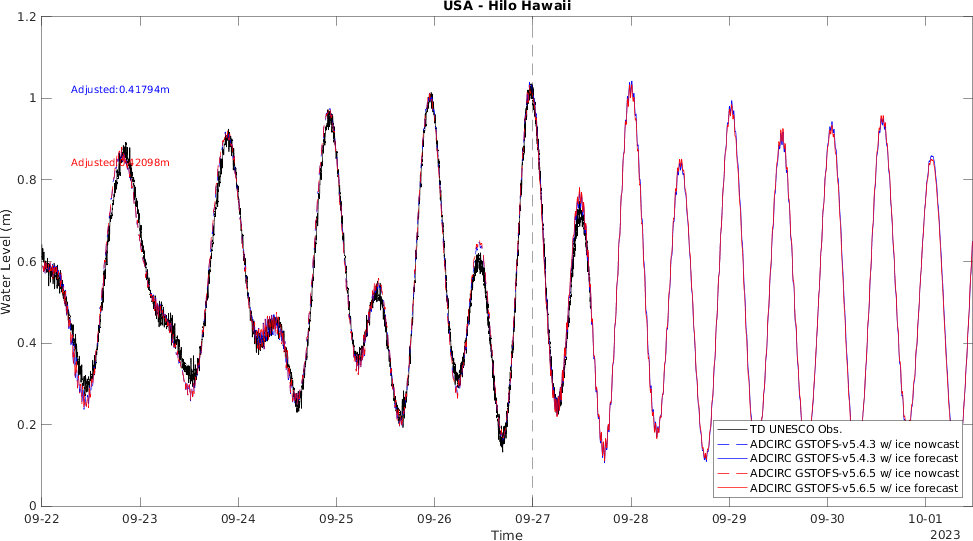 USA - Hilo Hawaii
1.2
1
0.8
0.6
0.4
0.2
0
Water Level (m)
Adjusted:0.41794m
Adjusted:0.42098m
TD UNESCO Obs.
ADCIRC GSTOFS-v5.4.3 w/ ice nowcast
ADCIRC GSTOFS-v5.4.3 w/ ice forecast
ADCIRC GSTOFS-v5.6.5 w/ ice nowcast
ADCIRC GSTOFS-v5.6.5 w/ ice forecast
09-22 09-23 09-24 09-25 09-26 09-27 09-28 09-29 09-30 10-01
Time
2023